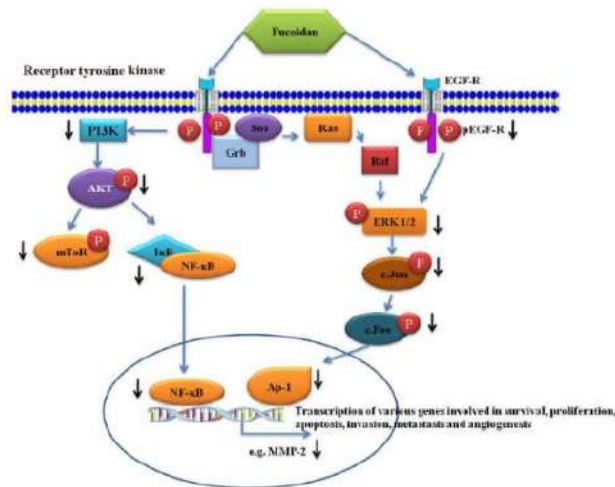 Fucoidan
Receptor tyrosine kinase
EGF-R
PI3K
P
P
Sos
Ras
P
P
pEGF-R
Grb
Raf
AKT
P
P
ERK1/2
mToR
P
IκB
NF-κB
c.Jun
P
c.Fos
P
NF-κB
Ap-1
Transcription of various genes involved in survival, proliferation,
apoptosis, invasion, metastasis and angiogenesis
e.g. MMP-2